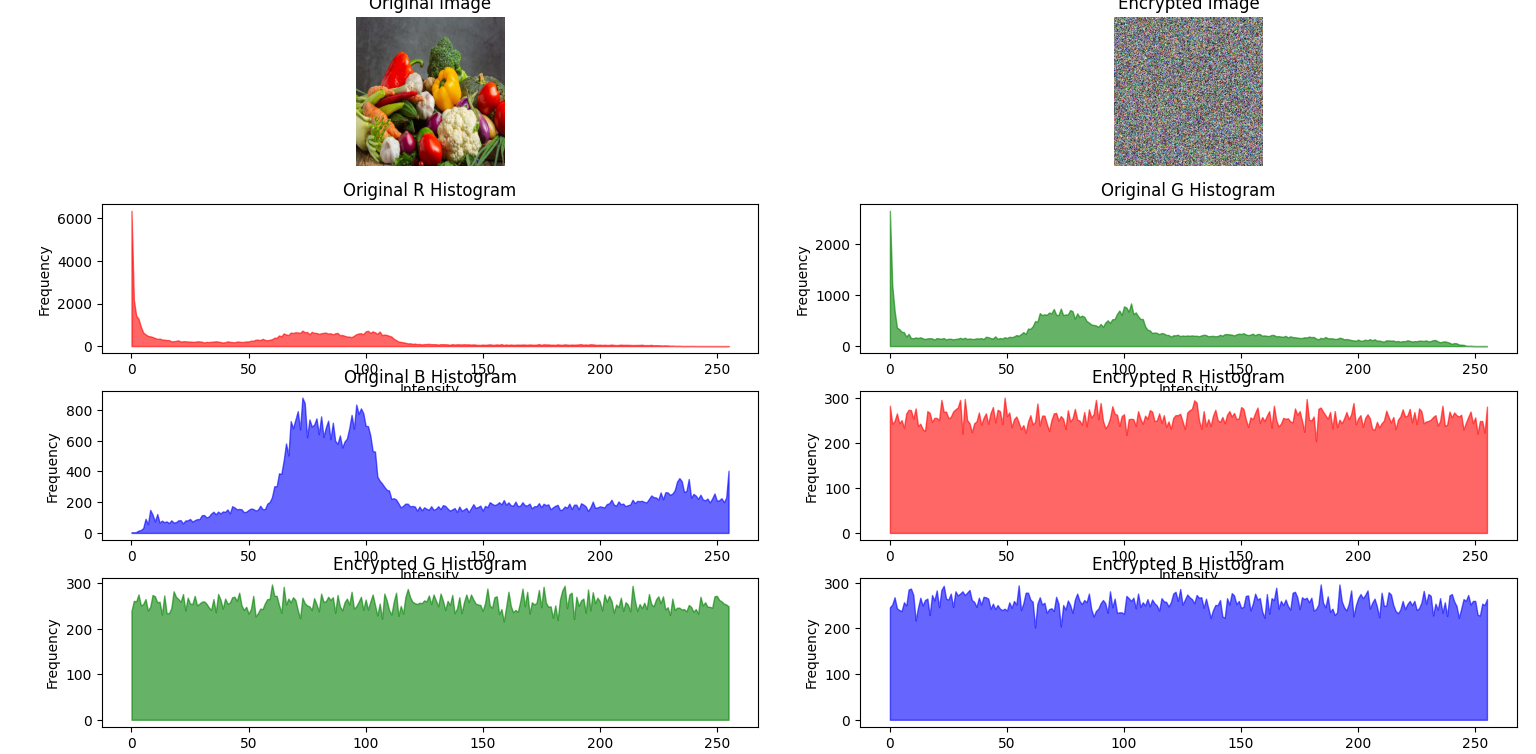 Original Image
Encrypted Image
Original R Histogram
Original G Histogram
Frequency
6000
4000
2000
0
0 50 100 150 200 250
Intensity
Frequency
2000
1000
0
0 50 100 150 200 250
Intensity
Original B Histogram
Encrypted R Histogram
Frequency
800
600
400
200
0
0 50 100 150 200 250
Intensity
Frequency
300
200
100
0
0 50 100 150 200 250
Intensity
Encrypted G Histogram
Encrypted B Histogram
Frequency
300
200
100
0
0 50 100 150 200 250
Frequency
300
200
100
0
0 50 100 150 200 250